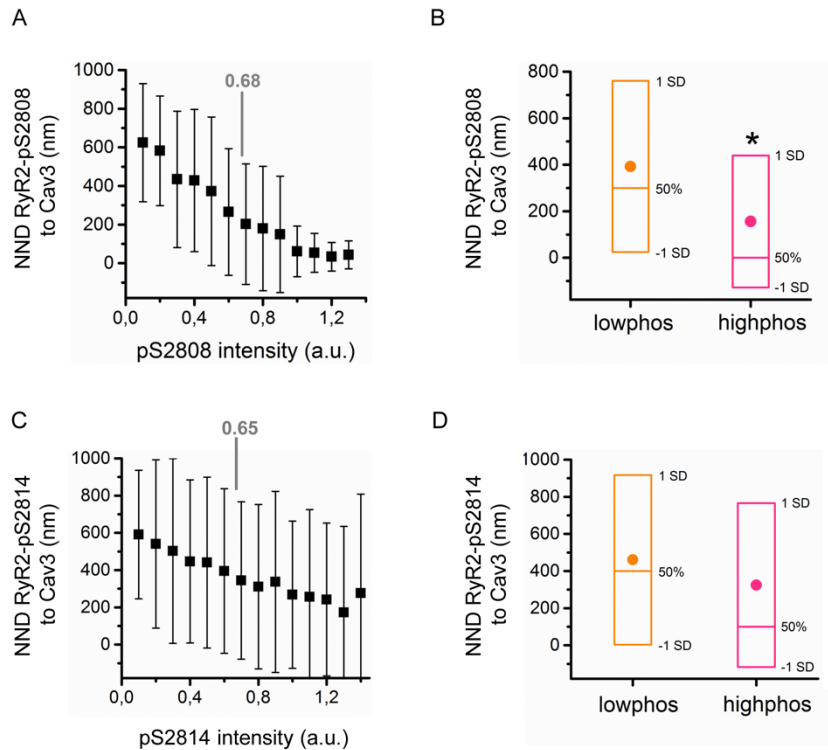 A
NND RyR2-pS2808
to Cav3 (nm)
1000
800
600
400
200
0
0.68
0,0 0,4 0,8 1,2
pS2808 intensity (a.u.)
B
NND RyR2-pS2808
to Cav3 (nm)
800
600
400
200
0
1 SD
50%
-1 SD
*
1 SD
50%
-1 SD
lowphos highphos
C
NND RyR2-pS2814
to Cav3 (nm)
1000
800
600
400
200
0
0.65
0,0 0,4 0,8 1,2
pS2814 intensity (a.u.)
D
NND RyR2-pS2814
to Cav3 (nm)
1000
800
600
400
200
0
1 SD
50%
-1 SD
1 SD
50%
-1 SD
lowphos highphos